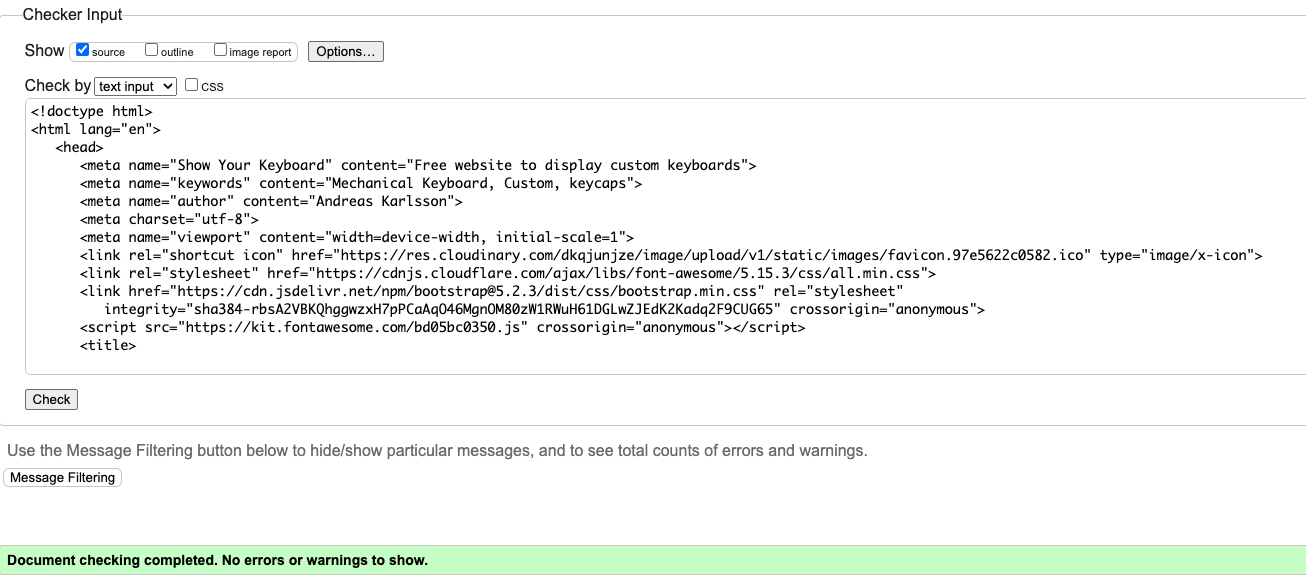 Checker Input
Show source outline image report Options...
Check by text input CSS
<!doctype html>
<html lang="en">
<head>
<meta name="Show Your Keyboard" content="Free website to display custom keyboards">
<meta name="keywords" content="Mechanical Keyboard, Custom, keycaps">
<meta name="author" content="Andreas Karlsson">
<meta charset="utf-8">
<meta name="viewport" content="width=device-width, initial-scale=1">
<link rel="shortcut icon" href="https://res.cloudinary.com/dkqjunjze/image/upload/v1/static/images/favicon.97e5622c0582.ico" type="image/x-icon">
<link rel="stylesheet" href="https://cdnjs.cloudflare.com/ajax/libs/font-awesome/5.15.3/css/all.min.css">
<link href="https://cdn.jsdelivr.net/npm/bootstrap@5.2.3/dist/css/bootstrap.min.css" rel="stylesheet"
integrity="sha384-rbsA2VBKQhggwzxH7pPCaAqO46MgnOM80zW1RWuH61DGLwZJEdK2Kadq2F9CUG65" crossorigin="anonymous">
<script src="https://kit.fontawesome.com/bd05bc0350.js" crossorigin="anonymous"></script>
<title>
Check
Use the Message Filtering button below to hide/show particular messages, and to see total counts of errors and warnings.
Message Filtering
Document checking completed. No errors or warnings to show.